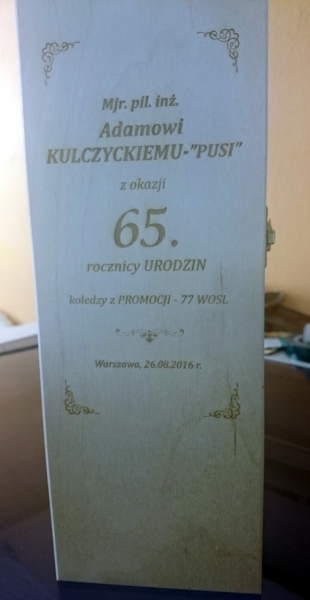 Mjr. pil. inż.
Adamowi
KULCZYCKIEMU-"PUSI"
z okazji
65.
rocznicy URODZIN
koledzy z PROMOCJI - 77 WOSL
Warszawa, 26.08.2016 r.